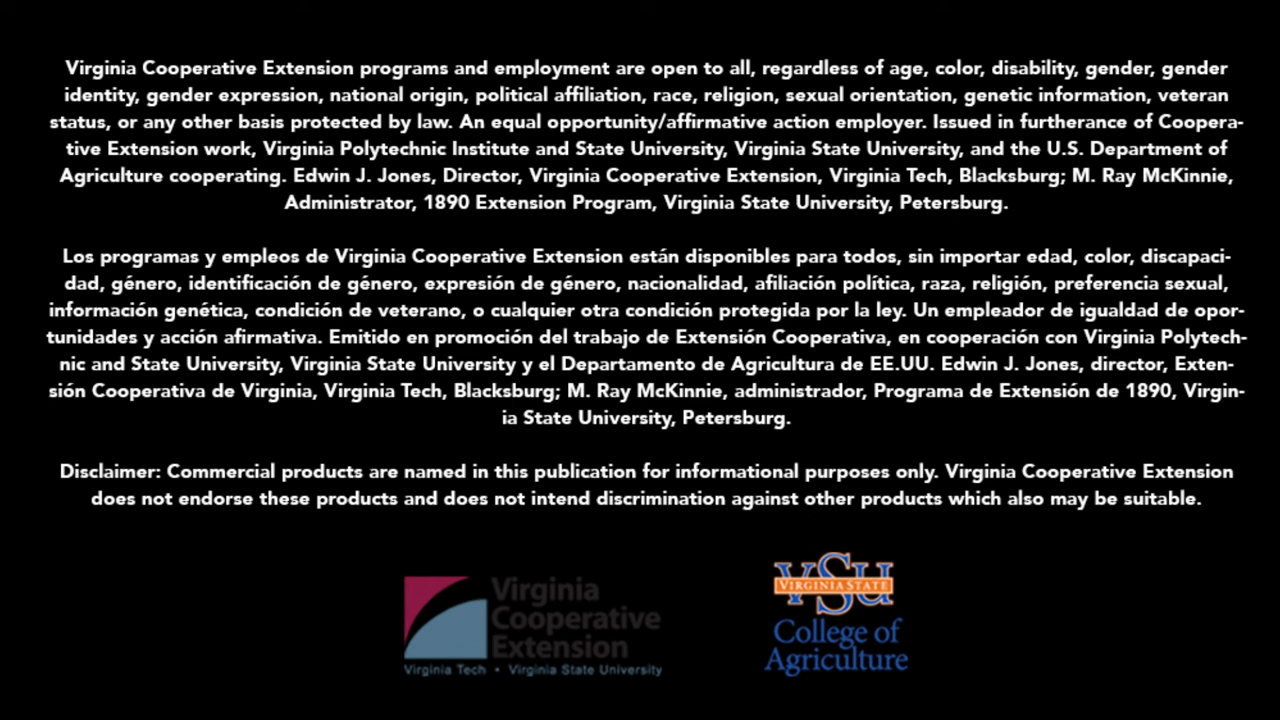 Virginia Cooperative Extension programs and employment are open to all, regardless of age, color, disability, gender, gender
identity, gender expression, national origin, political affiliation, race, religion, sexual orientation, genetic information, veteran
status, or any other basis protected by law. An equal opportunity/affirmative action employer. Issued in furtherance of Coopera-
tive Extension work, Virginia Polytechnic Institute and State University, Virginia State University, and the U.S. Department of
Agriculture cooperating. Edwin J. Jones, Director, Virginia Cooperative Extension, Virginia Tech, Blacksburg; M. Ray McKinnie,
Administrator, 1890 Extension Program, Virginia State University, Petersburg.
Los programas y empleos de Virginia Cooperative Extension están disponibles para todos, sin importar edad, color, discapaci-
dad, género, identificación de género, expresión de género, nacionalidad, afiliación política, raza, religión, preferencia sexual,
información genética, condición de veterano, o cualquier otra condición protegida por la ley. Un empleador de igualdad de opor-
tunidades y acción afirmativa. Emitido en promoción del trabajo de Extensión Cooperativa, en cooperación con Virginia Polytech-
nic and State University, Virginia State University y el Departamento de Agricultura de EE.UU. Edwin J. Jones, director, Exten-
sión Cooperativa de Virginia, Virginia Tech, Blacksburg; M. Ray McKinnie, administrador, Programa de Extensión de 1890, Virgin-
ia State University, Petersburg.
Disclaimer: Commercial products are named in this publication for informational purposes only. Virginia Cooperative Extension
does not endorse these products and does not intend discrimination against other products which also may be suitable.
Virginia
Cooperative
Extension
Virginia Tech • Virginia State University
VSU
VIRGINIA STATE
College of
Agriculture